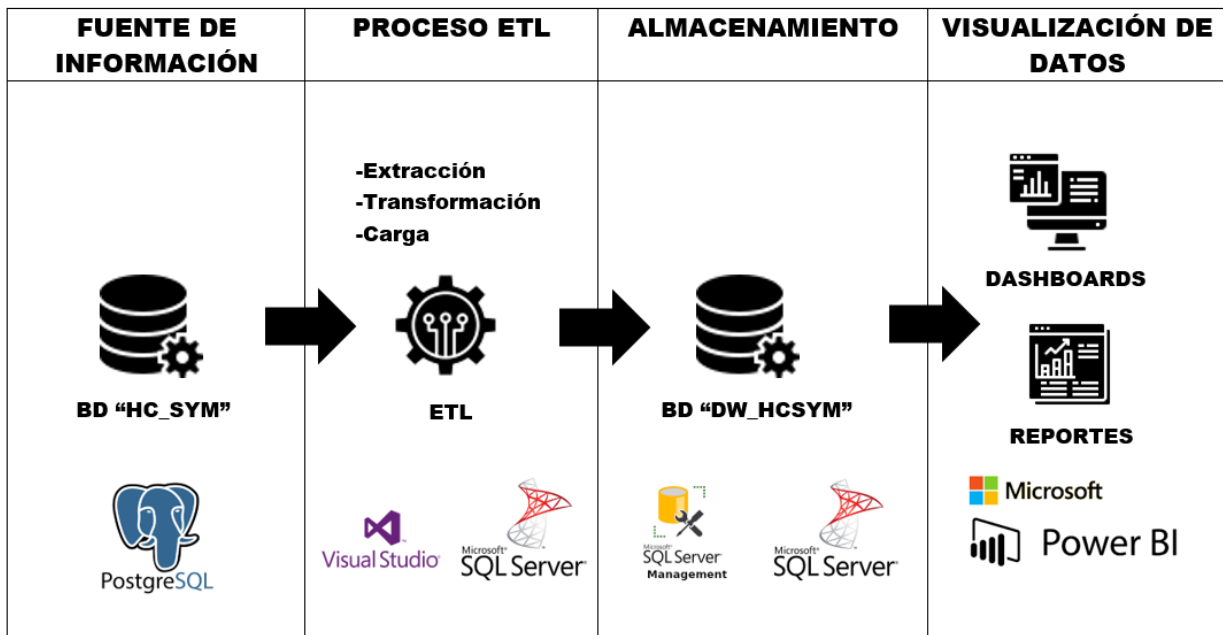 FUENTE DE
INFORMACIÓN
PROCESO ETL
ALMACENAMIENTO
VISUALIZACIÓN DE
DATOS
-Extracción
-Transformación
-Carga
BD “HC_SYM”
ETL
BD “DW_HCSYM”
DASHBOARDS
REPORTES
PostgreSQL
Visual Studio
Microsoft®
SQL Server®
Microsoft®
SQL Server®
Management
Microsoft®
SQL Server®
Microsoft
Power BI